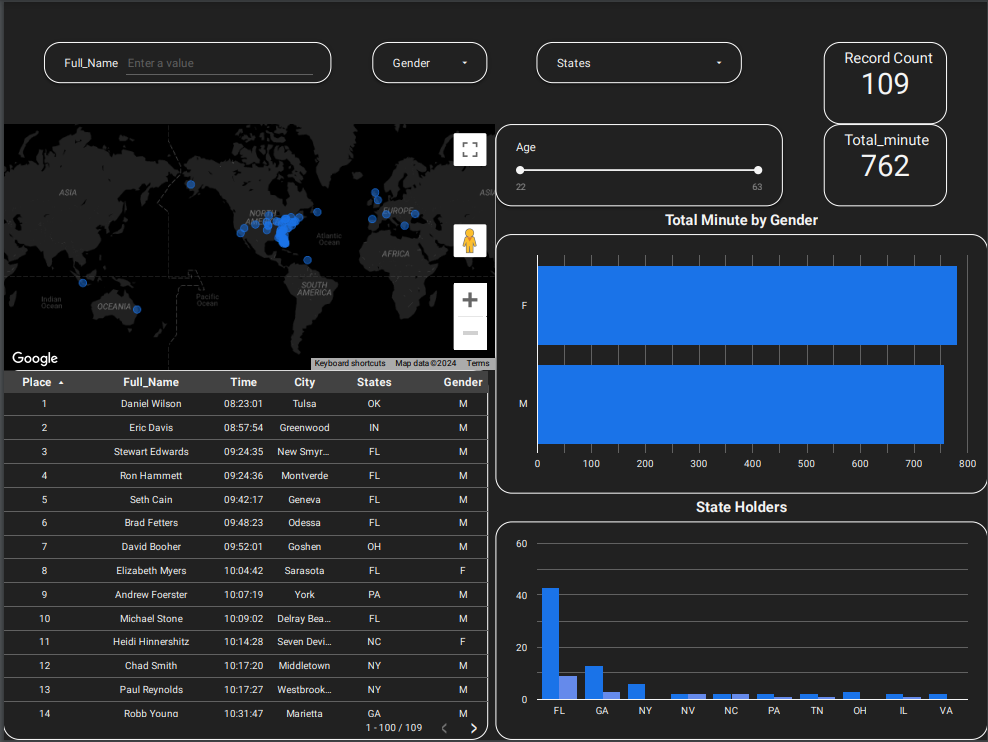 Full_Name Enter a value
Gender
States
Record Count
109
Total_minute
762
Age
22 63
ASIA
NORTH AMERICA
Atlantic Ocean
EUROPE
ASIA
AFRICA
SOUTH AMERICA
Indian Ocean
OCEANIA
Pacific Ocean
Google
Keyboard shortcuts Map data ©2024 Terms
Place Full_Name Time City States Gender
1 Daniel Wilson 08:23:01 Tulsa OK M
2 Eric Davis 08:57:54 Greenwood IN M
3 Stewart Edwards 09:24:35 New Smyr… FL M
4 Ron Hammett 09:24:36 Montverde FL M
5 Seth Cain 09:42:17 Geneva FL M
6 Brad Fetters 09:48:23 Odessa FL M
7 David Booher 09:52:01 Goshen OH M
8 Elizabeth Myers 10:04:42 Sarasota FL F
9 Andrew Foerster 10:07:19 York PA M
10 Michael Stone 10:09:02 Delray Bea… FL M
11 Heidi Hinnershitz 10:14:28 Seven Devi… NC F
12 Chad Smith 10:17:20 Middletown NY M
13 Paul Reynolds 10:17:27 Westbrook… NY M
14 Robb Young 10:31:47 Marietta GA M
1 - 100 / 109
Total Minute by Gender
F
M
0 100 200 300 400 500 600 700 800
State Holders
60
40
20
0
FL GA NY NV NC PA TN OH IL VA